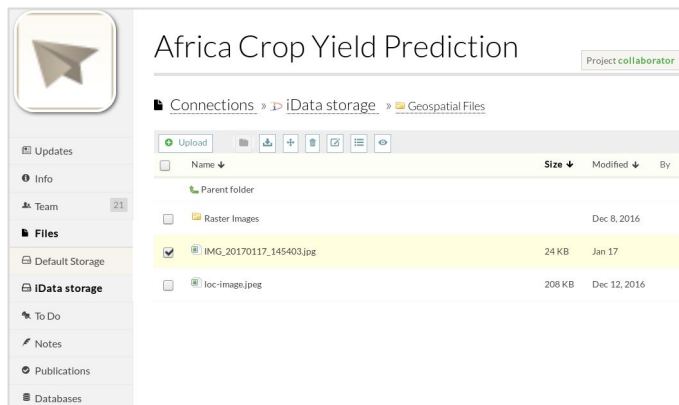 Africa Crop Yield Prediction
Project collaborator
Connections » iData storage » Geospatial Files
Updates
Info
Team 21
Files
Default Storage
iData storage
To Do
Notes
Publications
Databases
Upload
Name Size Modified By
Parent folder
Raster Images Dec 8, 2016
IMG_20170117_145403.jpg 24 KB Jan 17
loc-image.jpeg 208 KB Dec 12, 2016